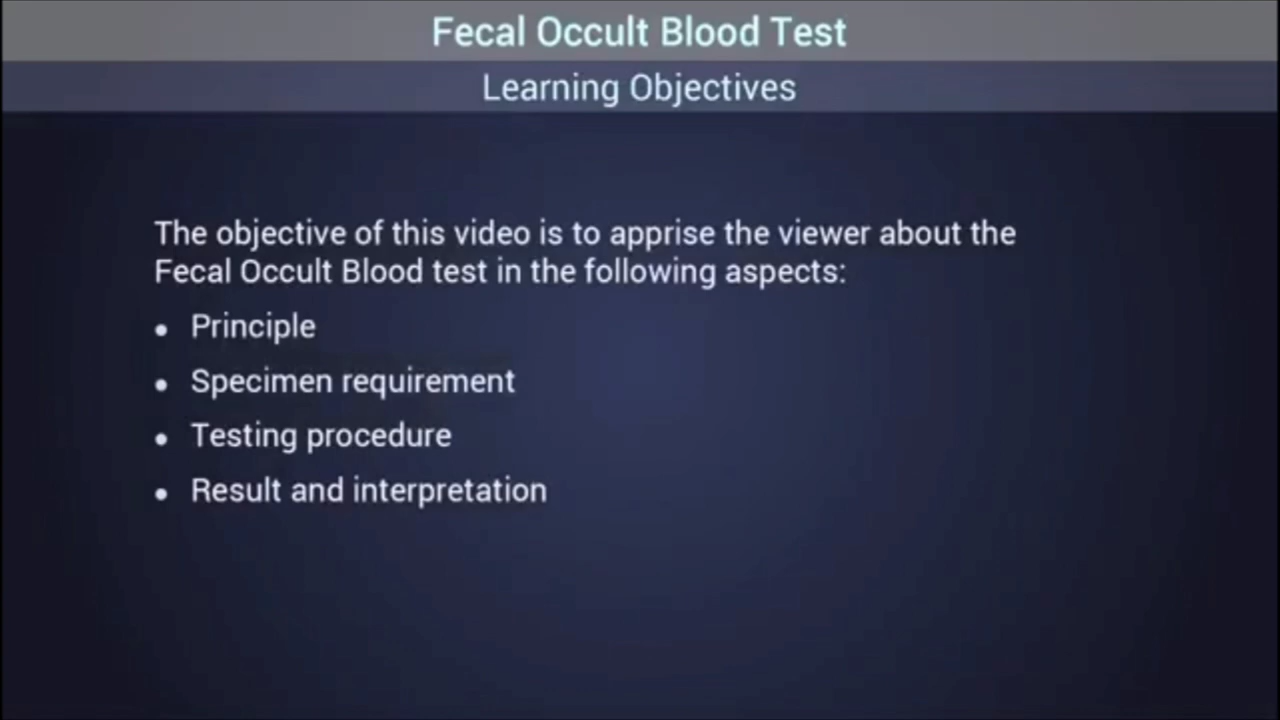 Fecal Occult Blood Test
Learning Objectives
The objective of this video is to apprise the viewer about the
Fecal Occult Blood test in the following aspects:
• Principle
• Specimen requirement
• Testing procedure
• Result and interpretation